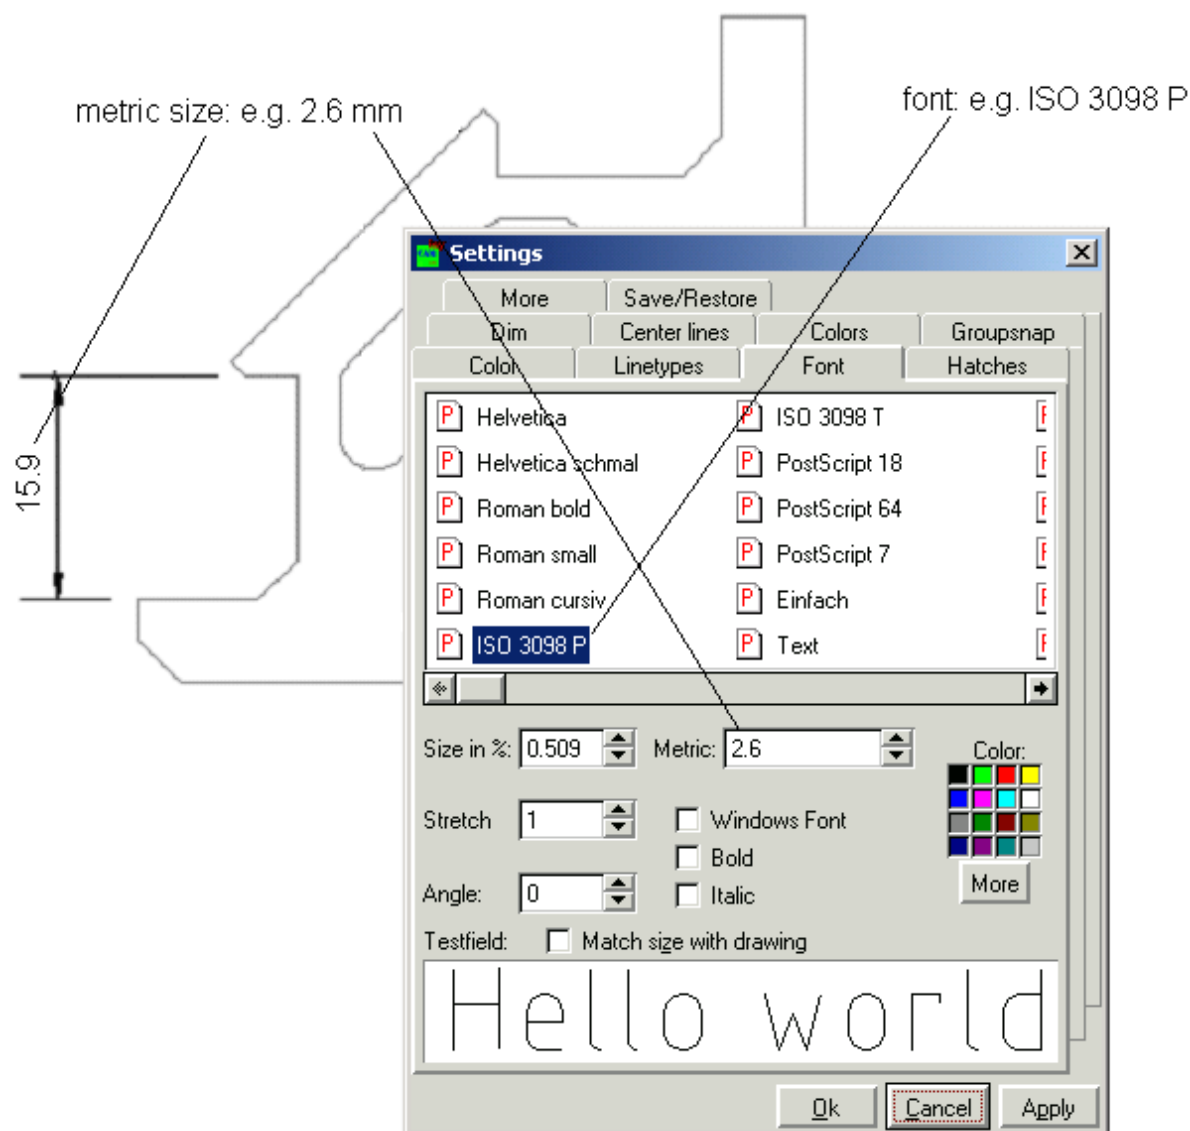 metric size: e.g. 2.6 mm
font: e.g. ISO 3098 P
15.9
Settings
More
Save/Restore
Dim
Center lines
Colors
Groupsnap
Color
Linetypes
Font
Hatches
Helvetica
Helvetica schmal
Roman bold
Roman small
Roman cursiv
ISO 3098 P
ISO 3098 T
PostScript 18
PostScript 64
PostScript 7
Einfach
Text
Size in %: 0.509
Metric: 2.6
Color:
Stretch 1
Windows Font
Bold
More
Angle: 0
Italic
Testfield:
Match size with drawing
Hello world
Ok
Cancel
Apply